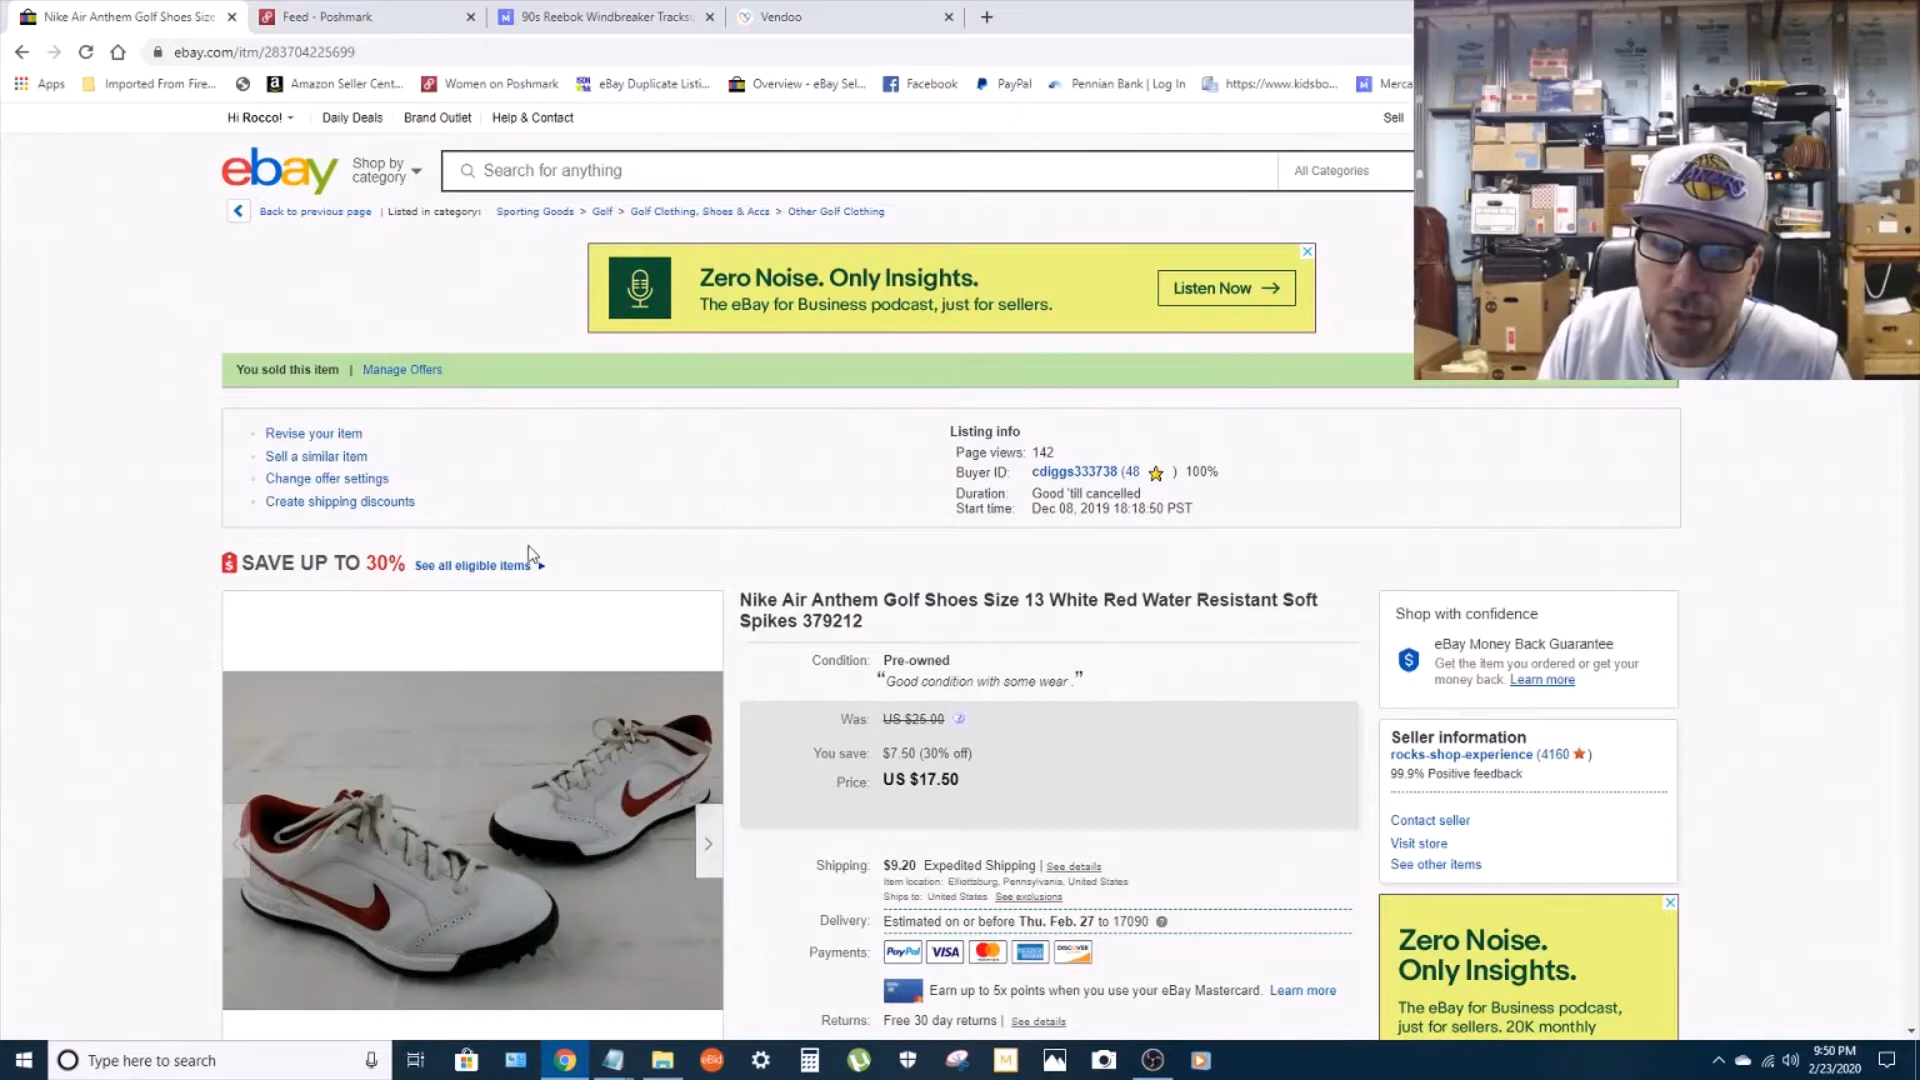 Nike Air Anthem Golf Shoes Size
Feed - Poshmark
90s Reebok Windbreaker Tracksu
Vendoo
ebay.com/itm/283704225699
Apps
Imported From Fire...
Amazon Seller Cent...
Women on Poshmark
eBay Duplicate Listi...
Overview - eBay Sel...
Facebook
PayPal
Pennian Bank | Log In
https://www.kidsbo...
Merca
Hi Rocco!
Daily Deals
Brand Outlet
Help & Contact
Sell
ebay
Shop by
category
Search for anything
All Categories
Back to previous page | Listed in category: Sporting Goods > Golf > Golf Clothing, Shoes & Accs > Other Golf Clothing
Zero Noise. Only Insights.
The eBay for Business podcast, just for sellers.
Listen Now →
You sold this item | Manage Offers
Revise your item
Sell a similar item
Change offer settings
Create shipping discounts
Listing info
Page views: 142
Buyer ID: cdiggs333738 (48 ) 100%
Duration: Good 'till cancelled
Start time: Dec 08, 2019 18:18:50 PST
SAVE UP TO 30% See all eligible items
Nike Air Anthem Golf Shoes Size 13 White Red Water Resistant Soft
Spikes 379212
Condition: Pre-owned
“Good condition with some wear .”
Was: US $25.00
You save: $7.50 (30% off)
Price: US $17.50
Shipping: $9.20 Expedited Shipping | See details
Item location: Elliottsburg, Pennsylvania, United States
Ships to: United States See exclusions
Delivery: Estimated on or before Thu. Feb. 27 to 17090
Payments: PayPal VISA
DISCOVER
Earn up to 5x points when you use your eBay Mastercard. Learn more
Returns: Free 30 day returns | See details
Shop with confidence
eBay Money Back Guarantee
Get the item you ordered or get your
money back. Learn more
Seller information
rocks-shop-experience (4160 )
99.9% Positive feedback
Contact seller
Visit store
See other items
Zero Noise.
Only Insights.
The eBay for Business podcast,
just for sellers. 20K monthly
LAKERS
Type here to search
eBid
M
9:50 PM
2/23/2020